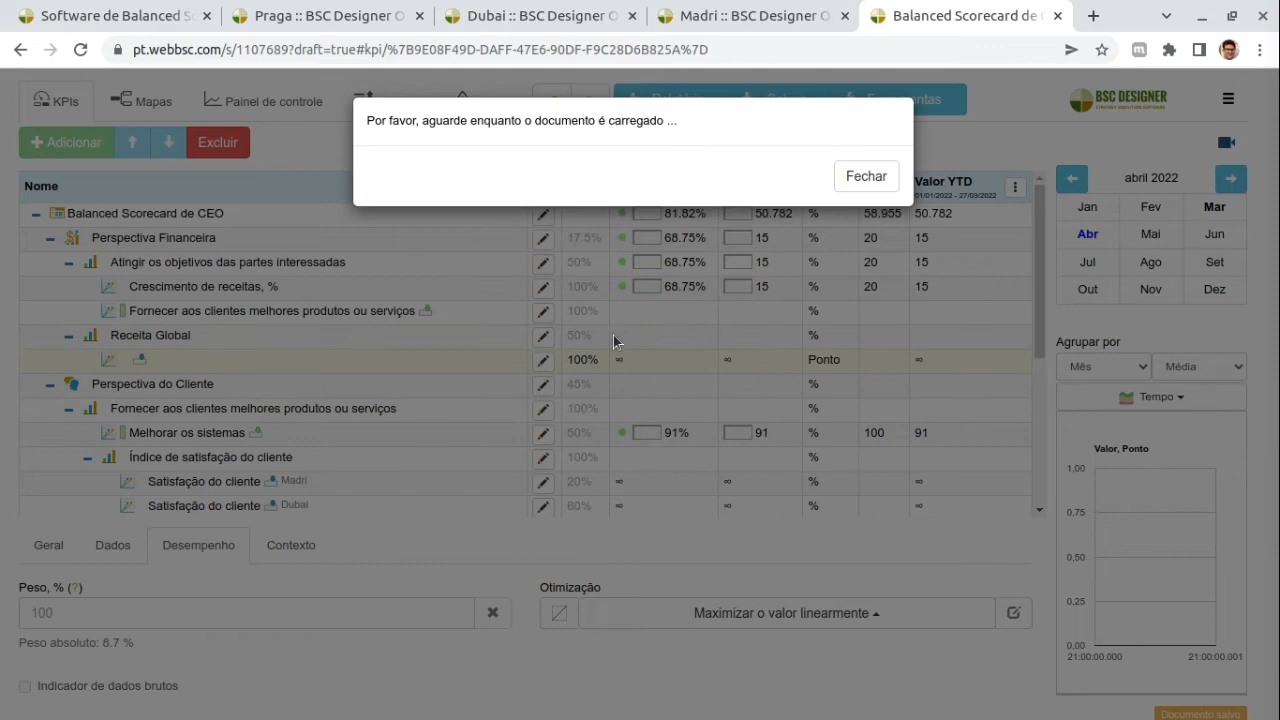 Software de Balanced S
Praga :: BSC Designer O
Dubai :: BSC Designer O
Madri :: BSC Designer O
Balanced Scorecard de
pt.webbsc.com/s/1107689?draft=true#kpi/%7B9E08F49D-DAFF-47E6-90DF-F9C28D6B825A%7D
KPIs
Mapas
Painel de controle
BSC DESIGNER
Adicionar
Excluir
Por favor, aguarde enquanto o documento é carregado ...
Fechar
Nome
Valor YTD
01/01/2022 - 27/03/2022
Balanced Scorecard de CEO 81.82% 50.782 % 58.955 50.782
Perspectiva Financeira 17.5% 68.75% 15 % 20 15
Atingir os objetivos das partes interessadas 50% 68.75% 15 % 20 15
Crescimento de receitas, % 100% 68.75% 15 % 20 15
Fornecer aos clientes melhores produtos ou serviços 100%
Receita Global 50% %
100% ∞ ∞ Ponto ∞
Perspectiva do Cliente 45% %
Fornecer aos clientes melhores produtos ou serviços 100% %
Melhorar os sistemas 50% 91% 91 % 100 91
Índice de satisfação do cliente 100% %
Satisfação do cliente Madri 20% ∞ ∞ % ∞
Satisfação do cliente Dubai 60% ∞ ∞ % ∞
abril 2022
Jan Fev Mar
Abr Mai Jun
Jul Ago Set
Out Nov Dez
Agrupar por
Mês Média
Tempo
Valor, Ponto
1,00
0,75
0,50
0,25
0,00
21:00:00.000 21:00:00.001
Documento salvo
Geral Dados Desempenho Contexto
Peso, % (?)
100
Peso absoluto: 8.7 %
Indicador de dados brutos
Otimização
Maximizar o valor linearmente